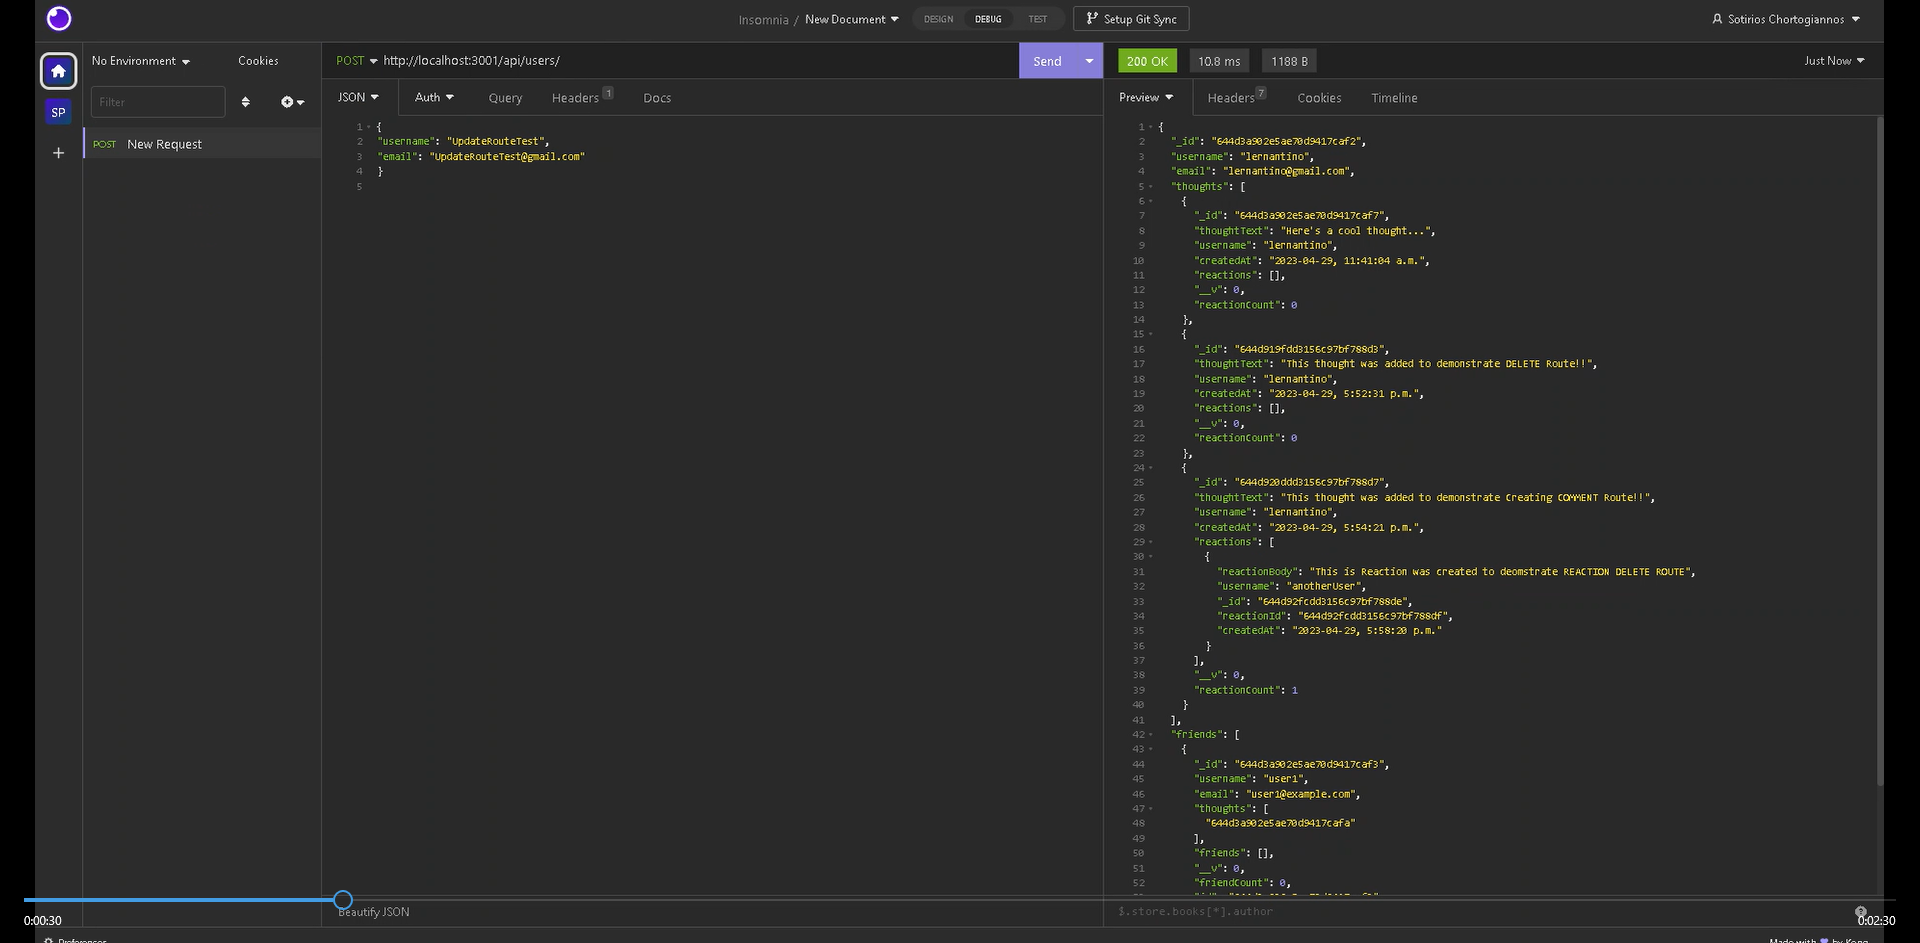 Insomnia / New Document
DESIGN DEBUG TEST
Setup Git Sync
Sotirios Chortogiannos
No Environment
Cookies
POST http://localhost:3001/api/users/
Send
200 OK
10.8 ms
1188 B
Just Now
SP
Filter
POST New Request
JSON
Auth
Query
Headers 1
Docs
1 {
2 "username": "UpdateRouteTest",
3 "email": "UpdateRouteTest@gmail.com"
4 }
5
Preview
Headers 7
Cookies
Timeline
1 {
2 "_id": "644d3a902e5ae70d9417caf2",
3 "username": "lernantino",
4 "email": "lernantino@gmail.com",
5 "thoughts": [
6 {
7 "_id": "644d3a902e5ae70d9417caf7",
8 "thoughtText": "Here's a cool thought...",
9 "username": "lernantino",
10 "createdAt": "2023-04-29, 11:41:04 a.m.",
11 "reactions": [],
12 "__v": 0,
13 "reactionCount": 0
14 },
15 {
16 "_id": "644d919fdd3156c97bf788d3",
17 "thoughtText": "This thought was added to demonstrate DELETE Route!!",
18 "username": "lernantino",
19 "createdAt": "2023-04-29, 5:52:31 p.m.",
20 "reactions": [],
21 "__v": 0,
22 "reactionCount": 0
23 },
24 {
25 "_id": "644d920ddd3156c97bf788d7",
26 "thoughtText": "This thought was added to demonstrate Creating COMMENT Route!!",
27 "username": "lernantino",
28 "createdAt": "2023-04-29, 5:54:21 p.m.",
29 "reactions": [
30 {
31 "reactionBody": "This is Reaction was created to deomstrate REACTION DELETE ROUTE",
32 "username": "anotherUser",
33 "_id": "644d92fcdd3156c97bf788de",
34 "reactionId": "644d92fcdd3156c97bf788df",
35 "createdAt": "2023-04-29, 5:58:20 p.m."
36 }
37 ],
38 "__v": 0,
39 "reactionCount": 1
40 }
41 ],
42 "friends": [
43 {
44 "_id": "644d3a902e5ae70d9417caf3",
45 "username": "user1",
46 "email": "user1@example.com",
47 "thoughts": [
48 "644d3a902e5ae70d9417cafa"
49 ],
50 "friends": [],
51 "__v": 0,
52 "friendCount": 0,
Beautify JSON
$.store.books[*].author
0:00:30
0:02:30
Preferences
Made with by Kong